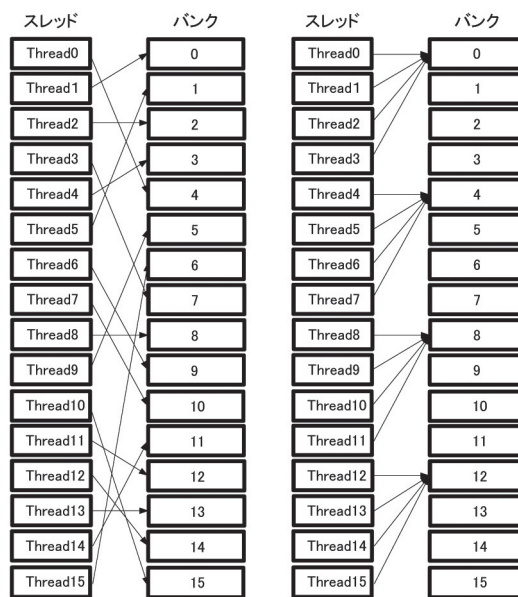 スレッド バンク スレッド バンク
Thread0 0 Thread0 0
Thread1 1 Thread1 1
Thread2 2 Thread2 2
Thread3 3 Thread3 3
Thread4 4 Thread4 4
Thread5 5 Thread5 5
Thread6 6 Thread6 6
Thread7 7 Thread7 7
Thread8 8 Thread8 8
Thread9 9 Thread9 9
Thread10 10 Thread10 10
Thread11 11 Thread11 11
Thread12 12 Thread12 12
Thread13 13 Thread13 13
Thread14 14 Thread14 14
Thread15 15 Thread15 15